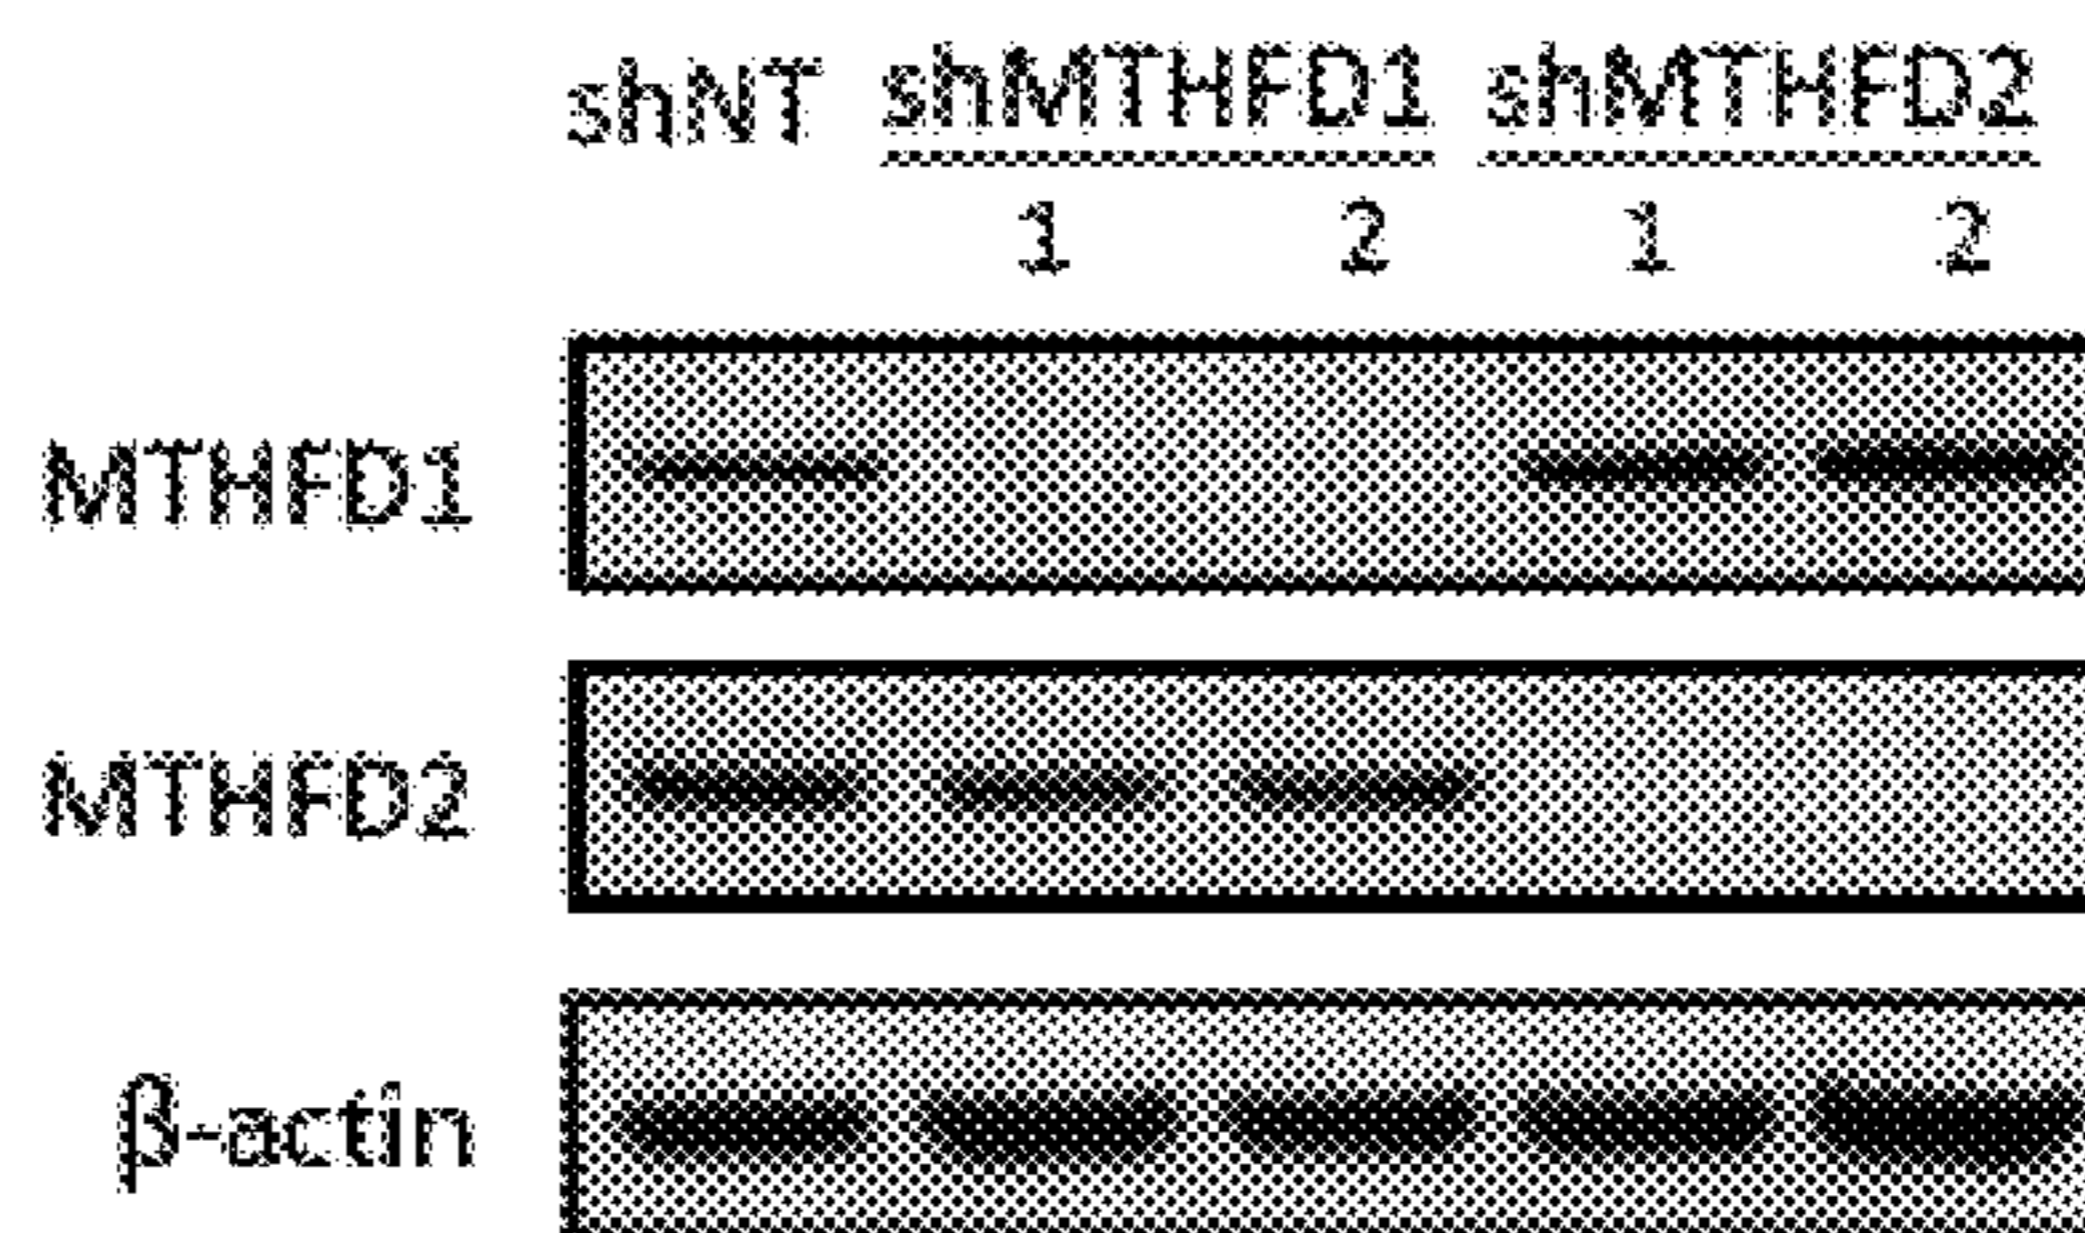 shNT shMTHFD1 shMTHFD2
1 2 1 2
MTHFD1
MTHFD2
β-actin